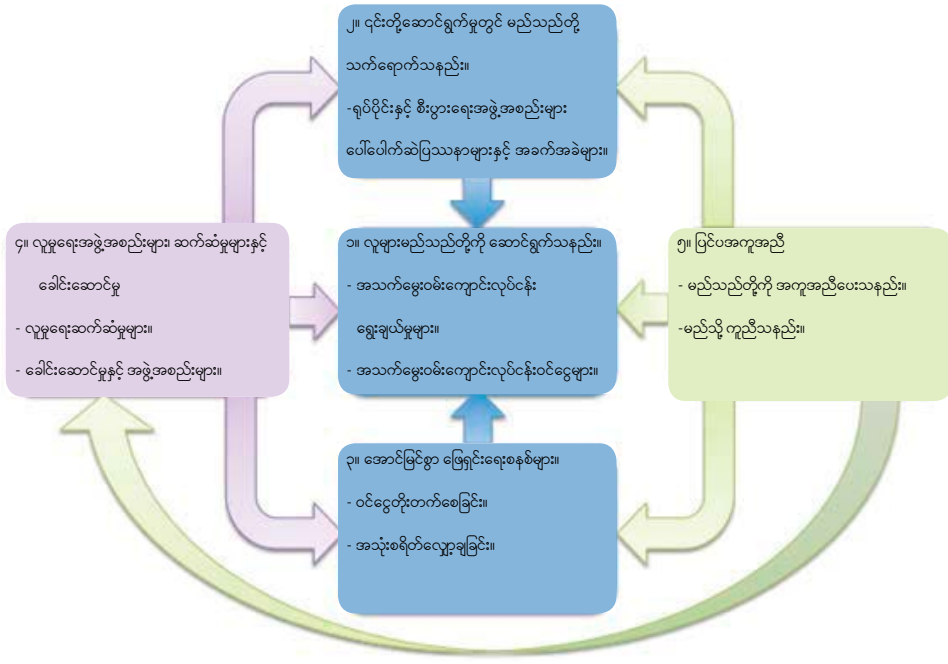 ၂။ ၎င်းတို့ဆောင်ရွက်မှုတွင် မည်သည်တို့
သက်ရောက်သနည်း။
-ရုပ်ပိုင်းနှင့် စီးပွားရေးအဖွဲ့အစည်းများ
ပေါ်ပေါက်ဆဲပြဿနာများနှင့် အခက်အခဲများ။
၄။ လူမှုရေးအဖွဲ့အစည်းများ၊ ဆက်ဆံမှုများနှင့်
ခေါင်းဆောင်မှု
- လူမှုရေးဆက်ဆံမှုများ။
- ခေါင်းဆောင်မှုနှင့် အဖွဲ့အစည်းများ။
၁။ လူများမည်သည်တို့ကို ဆောင်ရွက်သနည်း။
- အသက်မွေးဝမ်းကျောင်းလုပ်ငန်း
ရွေးချယ်မှုများ။
- အသက်မွေးဝမ်းကျောင်းလုပ်ငန်းဝင်ငွေများ။
၅။ ပြင်ပအကူအညီ
- မည်သည်တို့ကို အကူအညီပေးသနည်း။
-မည်သို့ ကူညီသနည်း။
၃။ အောင်မြင်စွာ ဖြေရှင်းရေးစနစ်များ။
- ဝင်ငွေတိုးတက်စေခြင်း။
- အသုံးစရိတ်လျှော့ချခြင်း။